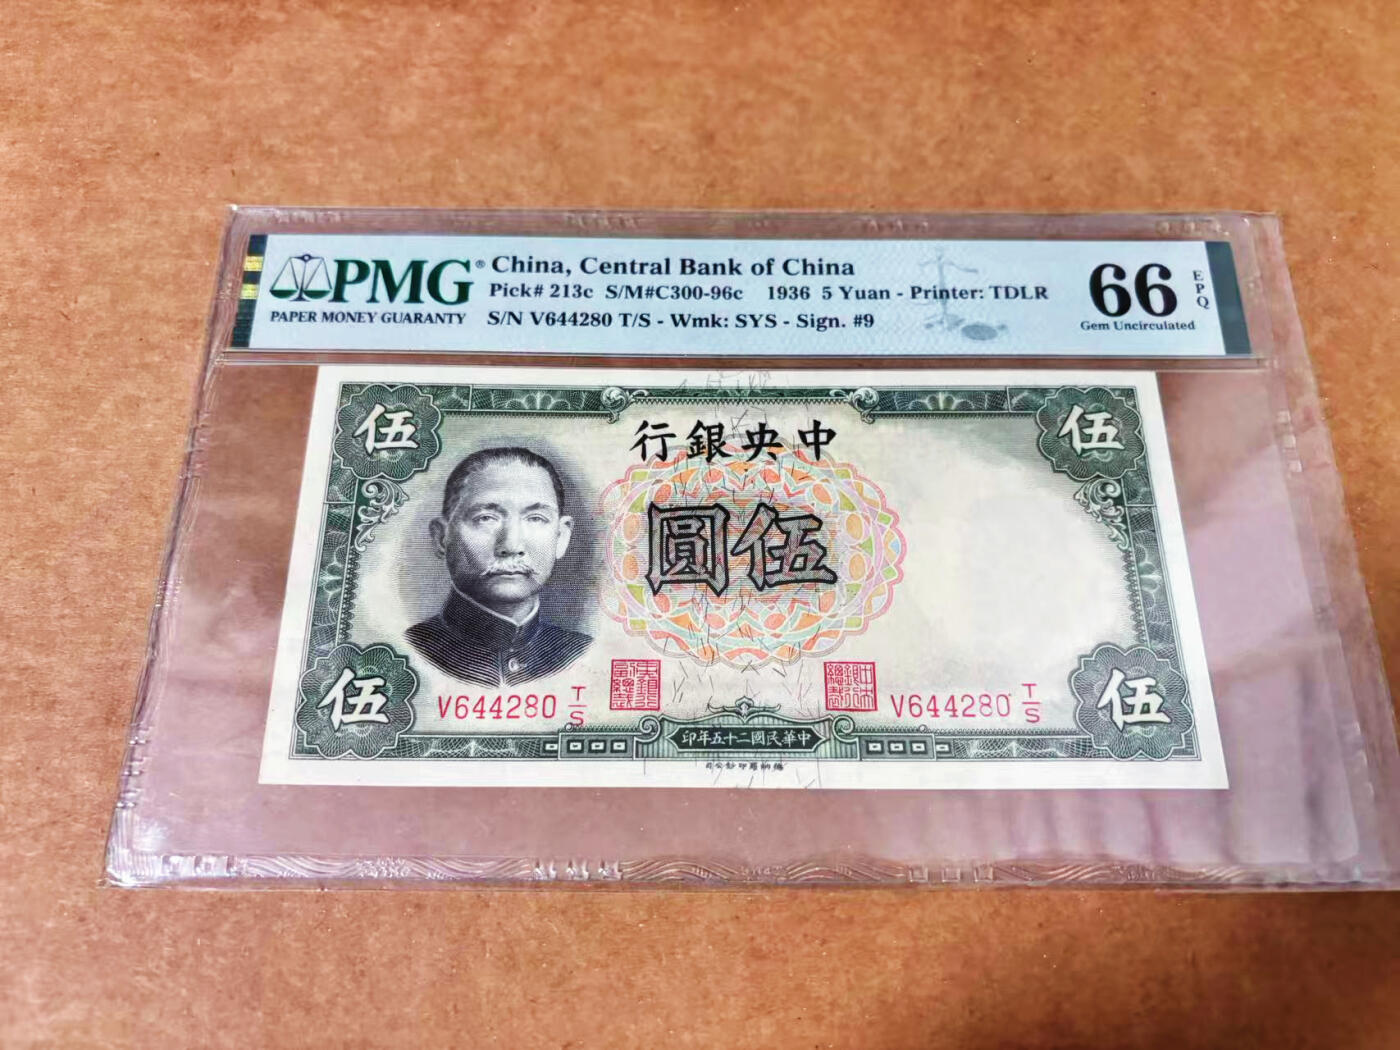 PMG®
PAPER MONEY GUARANTY
China, Central Bank of China
Pick# 213c S/M#C300-96c 1936 5 Yuan - Printer: TDLR
S/N V644280 T/S - Wmk: SYS - Sign. #9
66 EPQ
Gem Uncirculated
伍 伍
行銀央中
圓伍
伍 伍
V644280 T/S
V644280 T/S
印年五十二國民華中